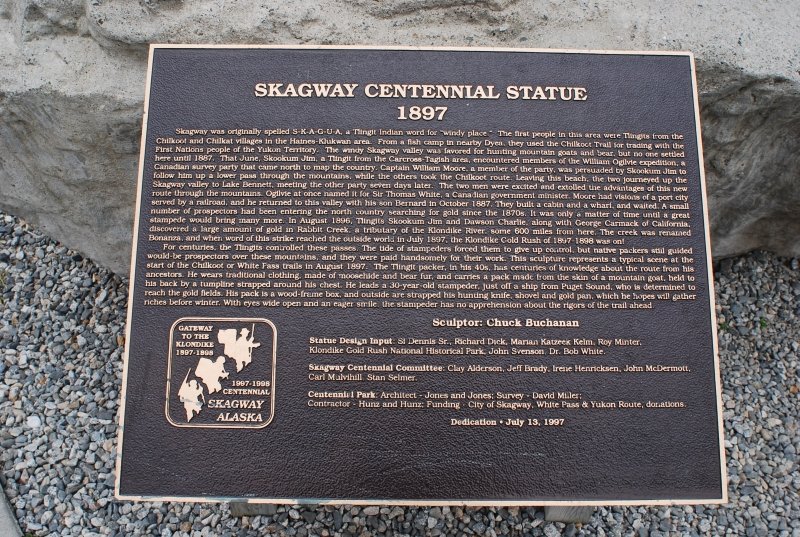 SKAGWAY CENTENNIAL STATUE
1897
Skagway was originally spelled S-K-A-G-U-A, a Tlingit Indian word for "windy place." The first people in this area were Tlingits from the
Chilkoot and Chilkat villages in the Haines-Klukwan area. From a fish camp in nearby Dyea, they used the Chilkoot Trail for trading with the
First Nations people of the Yukon Territory. The windy Skagway valley was favored for hunting mountain goats and bear, but no one settled
here until 1887. That June, Skookum Jim, a Tlingit from the Carcross-Tagish area, encountered members of the William Ogilvie expedition, a
Canadian survey party that came north to map the country. Captain William Moore, a member of the party, was persuaded by Skookum Jim to
follow him up a lower pass through the mountains, while the others took the Chilkoot route. Leaving this beach, the two journeyed up the
Skagway valley to Lake Bennett, meeting the other party seven days later. The two men were excited and extolled the advantages of this new
route through the mountains. Ogilvie at once named it for Sir Thomas White, a Canadian government minister. Moore had visions of a port city
served by a railroad, and he returned to this valley with his son Bernard in October 1887. They built a cabin and a wharf, and waited. A small
number of prospectors had been entering the north country searching for gold since the 1870s. It was only a matter of time until a great
stampede would bring many more. In August 1896, Tlingits Skookum Jim and Dawson Charlie, along with George Carmack of California,
discovered a large amount of gold in Rabbit Creek, a tributary of the Klondike River, some 600 miles from here. The creek was renamed
Bonanza, and when word of this strike reached the outside world in July 1897, the Klondike Gold Rush of 1897-1898 was on!
For centuries, the Tlingits controlled these passes. The tide of stampeders forced them to give up control, but native packers still guided
would-be prospectors over these mountains, and they were paid handsomely for their work. This sculpture represents a typical scene at the
start of the Chilkoot or White Pass trails in August 1897. The Tlingit packer, in his 40s, has centuries of knowledge about the route from his
ancestors. He wears traditional clothing, made of moosehide and bear fur, and carries a pack made from the skin of a mountain goat, held to
his back by a tumpline strapped around his chest. He leads a 30-year-old stampeder, just off a ship from Puget Sound, who is determined to
reach the gold fields. His pack is a wood-frame box, and outside are strapped his hunting knife, shovel and gold pan, which he hopes will gather
riches before winter. With eyes wide open and an eager smile, the stampeder has no apprehension about the rigors of the trail ahead.
Sculptor: Chuck Buchanan
Statue Design Input: Si Dennis Sr., Richard Dick, Marian Katzeek Kelm, Roy Minter,
Klondike Gold Rush National Historical Park, John Svenson, Dr. Bob White.
Skagway Centennial Committee: Clay Alderson, Jeff Brady, Irene Henricksen, John McDermott,
Carl Mulvihill, Stan Selmer.
Centennial Park: Architect - Jones and Jones; Survey - David Miller;
Contractor - Hunz and Hunz; Funding - City of Skagway, White Pass & Yukon Route, donations.
Dedication • July 13, 1997
GATEWAY
TO THE
KLONDIKE
1897-1898
1997-1998
CENTENNIAL
SKAGWAY
ALASKA